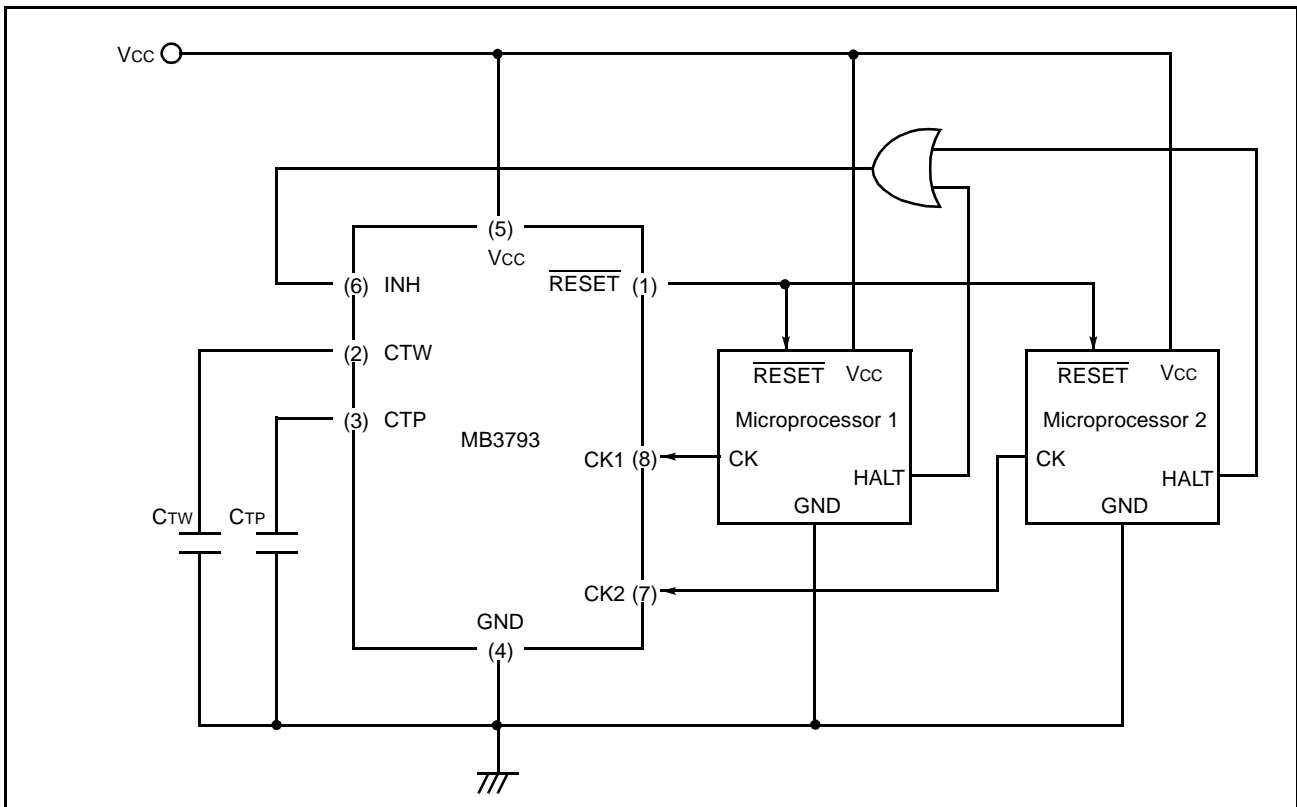 VCC
(5)
VCC
(6) INH
RESET (1)
(2) CTW
(3) CTP
MB3793
CK1 (8)
CK2 (7)
GND
(4)
CTW
CTP
RESET VCC
Microprocessor 1
CK
HALT
GND
RESET VCC
Microprocessor 2
CK
HALT
GND